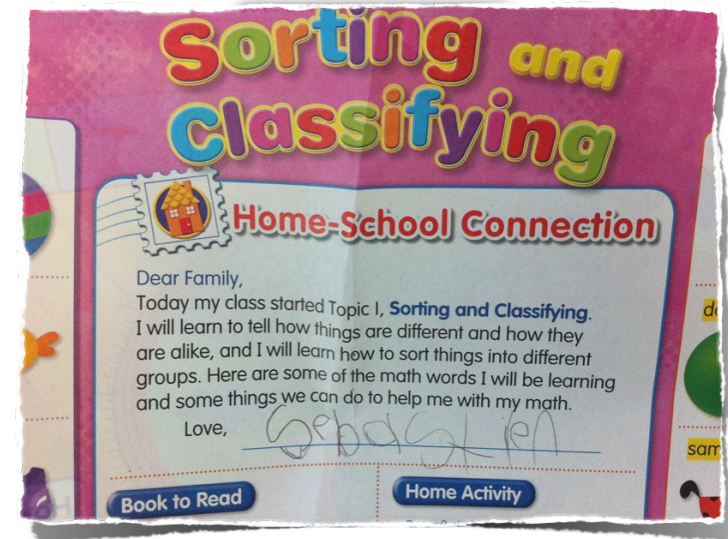 Sorting and
Classifying
Home-School Connection
Dear Family,
Today my class started Topic 1, Sorting and Classifying.
I will learn to tell how things are different and how they
are alike, and I will learn how to sort things into different
groups. Here are some of the math words I will be learning
and some things we can do to help me with my math.
Love, Sebastien
Book to Read
Home Activity